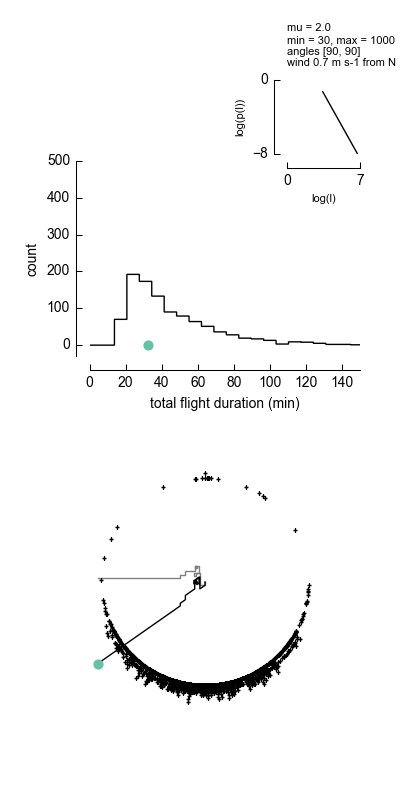 mu = 2.0
min = 30, max = 1000
angles [90, 90]
wind 0.7 m s-1 from N
0
−8
log(p(l))
0 7
log(l)
500
400
300
200
100
0
count
0 20 40 60 80 100 120 140
total flight duration (min)